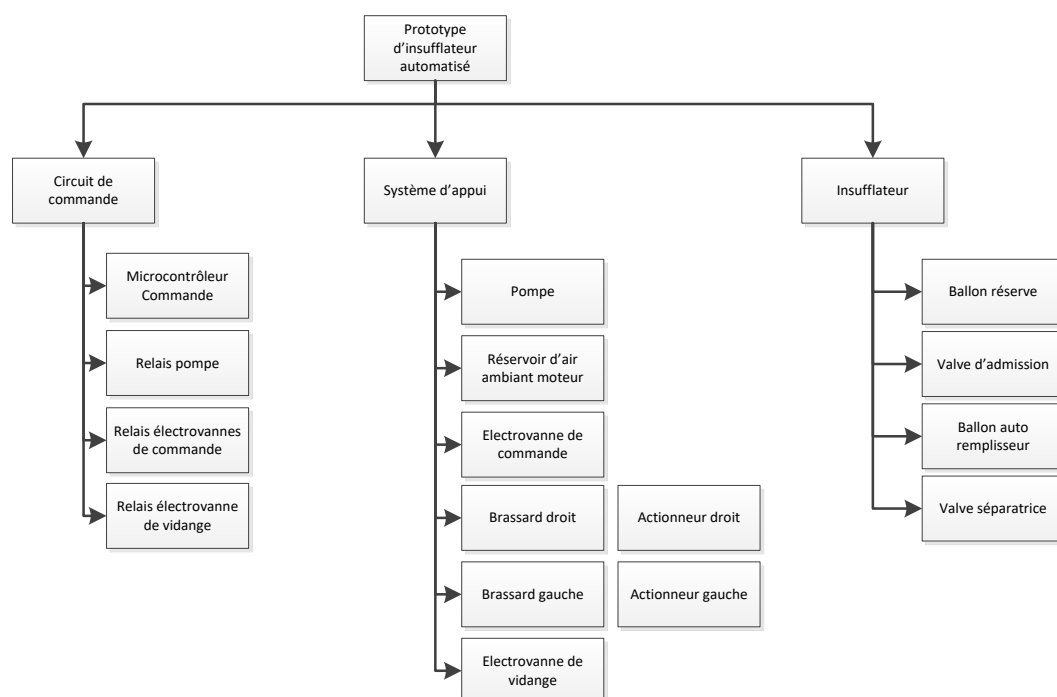 Prototype
d’insufflateur
automatisé
Circuit de
commande
Système d’appui
Insufflateur
Microcontrôleur
Commande
Relais pompe
Relais électrovannes
de commande
Relais électrovanne
de vidange
Pompe
Réservoir d’air
ambiant moteur
Electrovanne de
commande
Brassard droit
Actionneur droit
Brassard gauche
Actionneur gauche
Electrovanne de
vidange
Ballon réserve
Valve d’admission
Ballon auto
remplisseur
Valve séparatrice